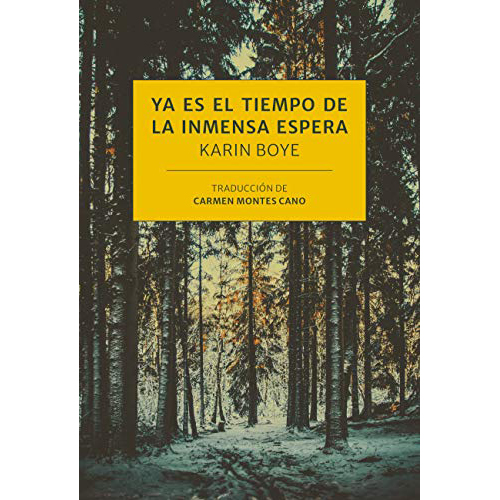 YA ES EL TIEMPO DE
LA INMENSA ESPERA
KARIN BOYE
TRADUCCIÓN DE
CARMEN MONTES CANO